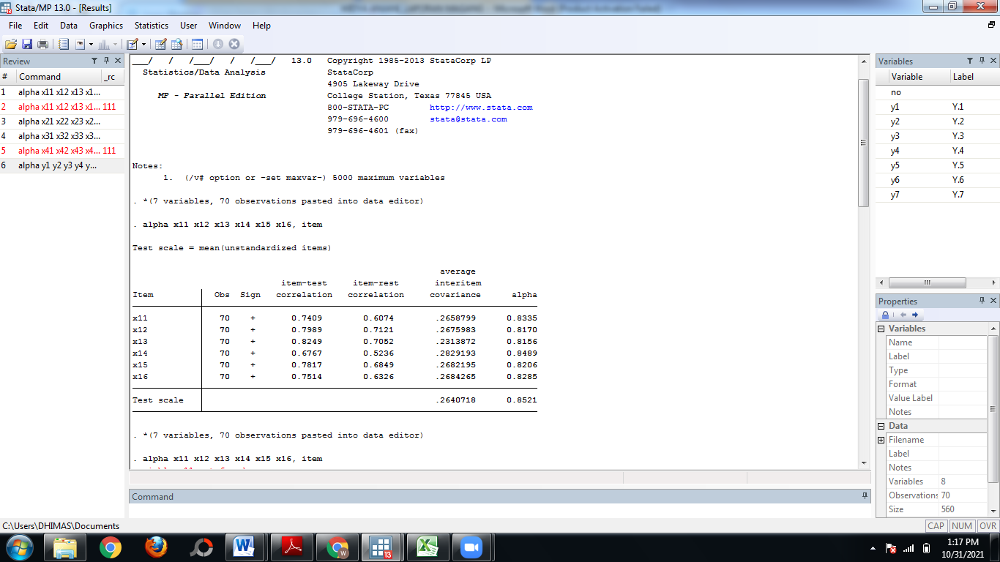 Stata/MP 13.0 - [Results]
File Edit Data Graphics Statistics User Window Help
Review
# Command _rc
1 alpha x11 x12 x13 x1...
2 alpha x11 x12 x13 x1... 111
3 alpha x21 x22 x23 x2...
4 alpha x31 x32 x33 x3...
5 alpha x41 x42 x43 x4... 111
6 alpha y1 y2 y3 y4 y...
___/ / /___/ / /___/ 13.0 Copyright 1985-2013 StataCorp LP
Statistics/Data Analysis StataCorp
4905 Lakeway Drive
MP - Parallel Edition College Station, Texas 77845 USA
800-STATA-PC http://www.stata.com
979-696-4600 stata@stata.com
979-696-4601 (fax)
Notes:
1. (/v# option or -set maxvar-) 5000 maximum variables
. *(7 variables, 70 observations pasted into data editor)
. alpha x11 x12 x13 x14 x15 x16, item
Test scale = mean(unstandardized items)
average
item-test item-rest interitem
Item Obs Sign correlation correlation covariance alpha
x11 70 + 0.7409 0.6074 .2658799 0.8335
x12 70 + 0.7989 0.7121 .2675983 0.8170
x13 70 + 0.8249 0.7052 .2313872 0.8156
x14 70 + 0.6767 0.5236 .2829193 0.8489
x15 70 + 0.7817 0.6849 .2682195 0.8206
x16 70 + 0.7514 0.6326 .2684265 0.8285
Test scale .2640718 0.8521
. *(7 variables, 70 observations pasted into data editor)
. alpha x11 x12 x13 x14 x15 x16, item
Command
Variables
Variable Label
no
y1 Y.1
y2 Y.2
y3 Y.3
y4 Y.4
y5 Y.5
y6 Y.6
y7 Y.7
Properties
Variables
Name
Label
Type
Format
Value Label
Notes
Data
Filename
Label
Notes
Variables 8
Observations 70
Size 560
C:\Users\DHIMAS\Documents
CAP NUM OVR
13
W
1:17 PM
10/31/2021